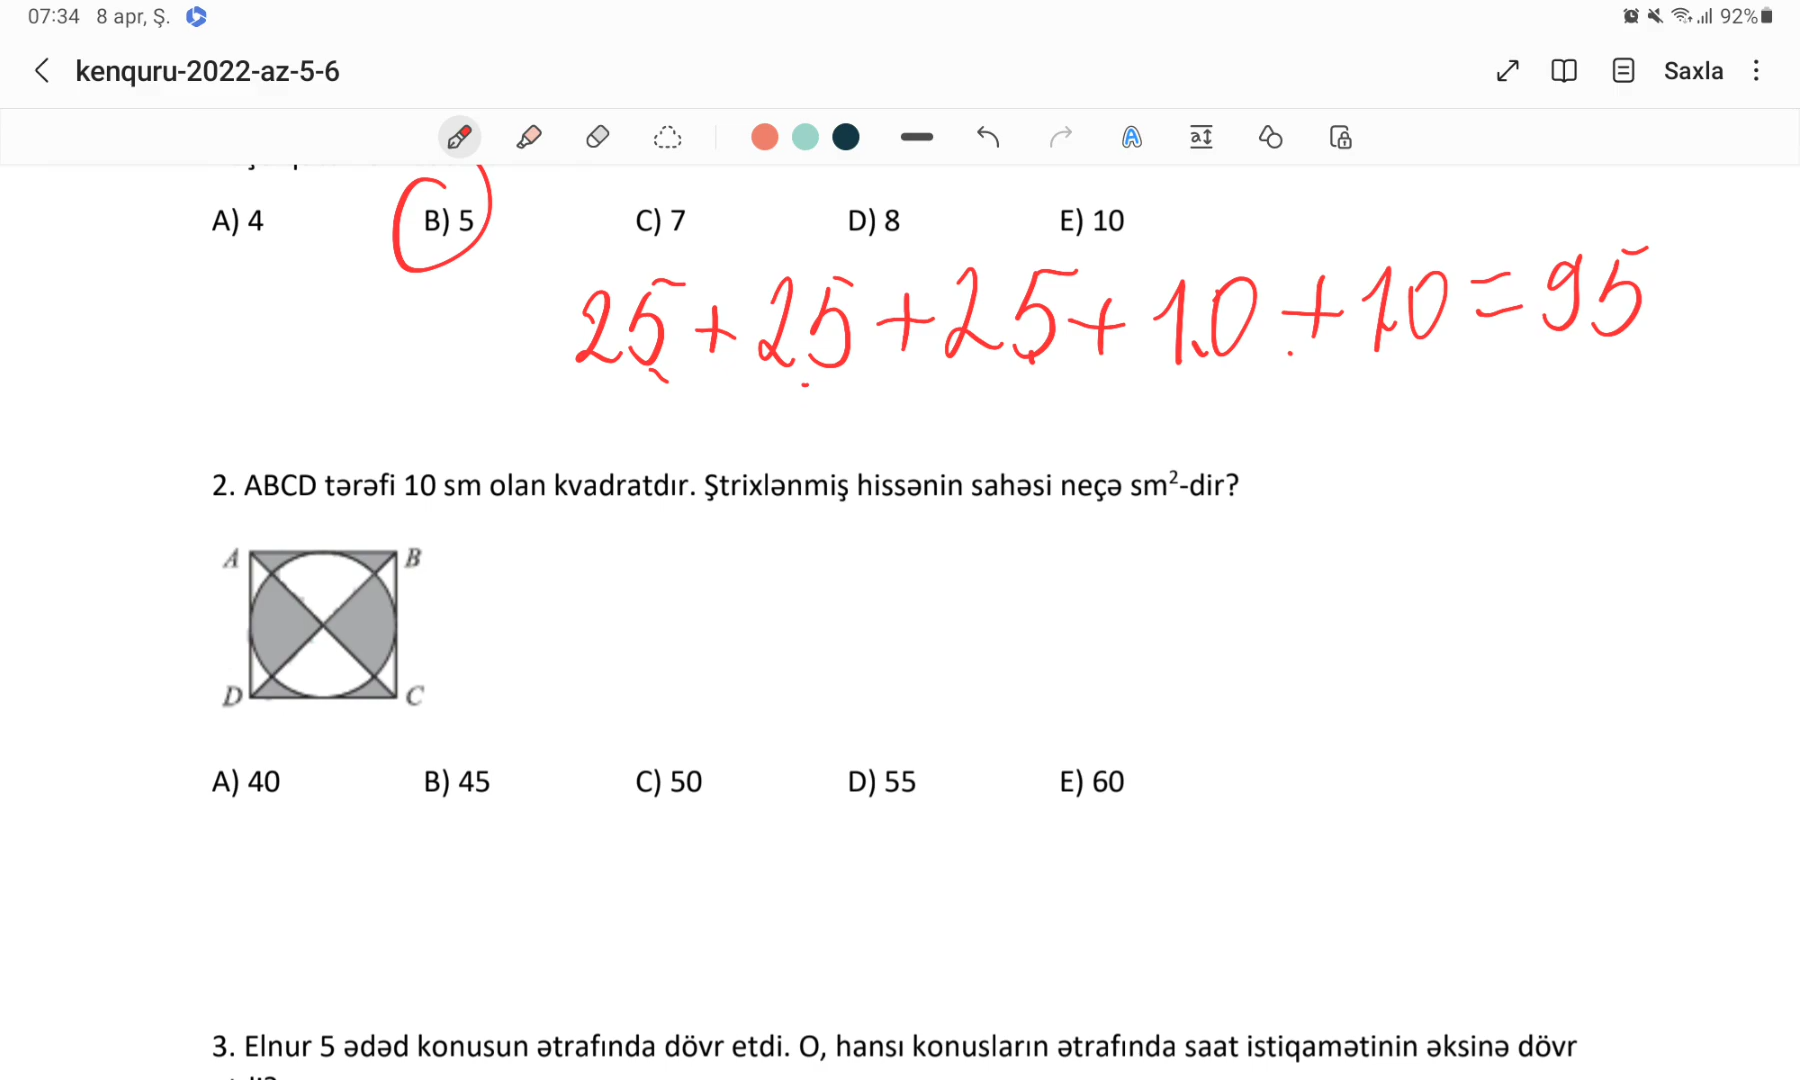 07:34 8 apr, Ş. 92%
kenquru-2022-az-5-6 Saxla
A) 4 B) 5 C) 7 D) 8 E) 10
25+25+25+10+10=95
2. ABCD tərəfi 10 sm olan kvadratdır. Ştrixlənmiş hissənin sahəsi neçə sm²-dir?
A B
D C
A) 40 B) 45 C) 50 D) 55 E) 60
3. Elnur 5 ədəd konusun ətrafında dövr etdi. O, hansı konusların ətrafında saat istiqamətinin əksinə dövr